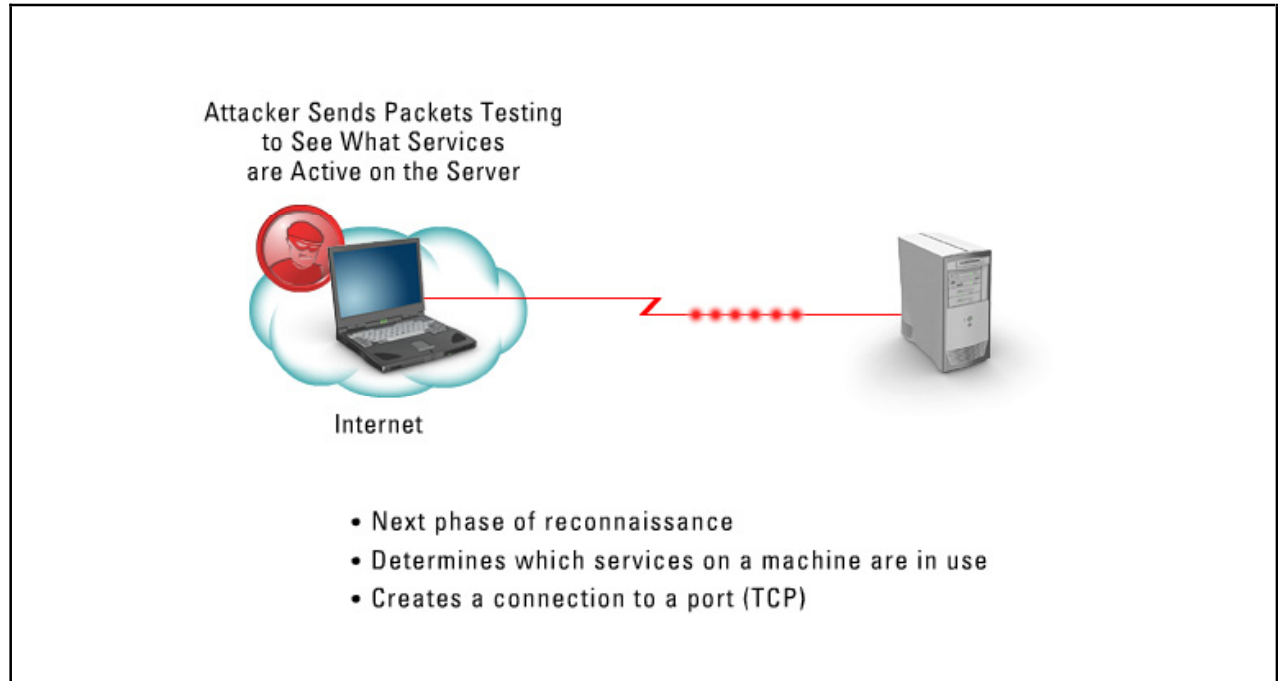 Attacker Sends Packets Testing
to See What Services
are Active on the Server
Internet
• Next phase of reconnaissance
• Determines which services on a machine are in use
• Creates a connection to a port (TCP)